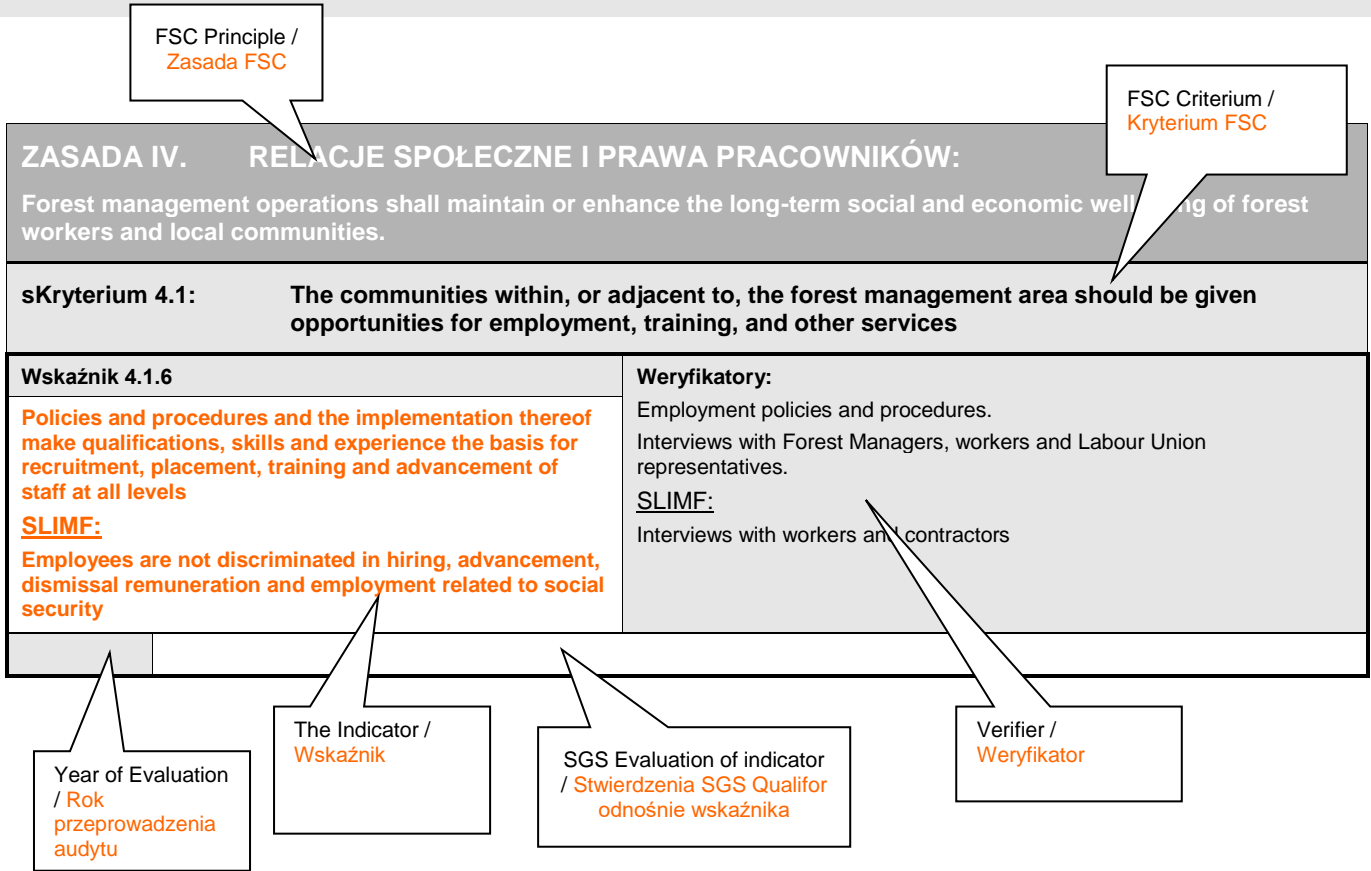 FSC Principle /
Zasada FSC
FSC Criterium /
Kryterium FSC
ZASADA IV. RELACJE SPOŁECZNE I PRAWA PRACOWNIKÓW:
Forest management operations shall maintain or enhance the long-term social and economic well ng of forest
workers and local communities.
sKryterium 4.1: The communities within, or adjacent to, the forest management area should be given
opportunities for employment, training, and other services
Wskaźnik 4.1.6
Policies and procedures and the implementation thereof
make qualifications, skills and experience the basis for
recruitment, placement, training and advancement of
staff at all levels
SLIMF:
Employees are not discriminated in hiring, advancement,
dismissal remuneration and employment related to social
security
Weryfikatory:
Employment policies and procedures.
Interviews with Forest Managers, workers and Labour Union
representatives.
SLIMF:
Interviews with workers and contractors
Year of Evaluation
/ Rok
przeprowadzenia
audytu
The Indicator /
Wskaźnik
SGS Evaluation of indicator
/ Stwierdzenia SGS Qualifor
odnośnie wskaźnika
Verifier /
Weryfikator